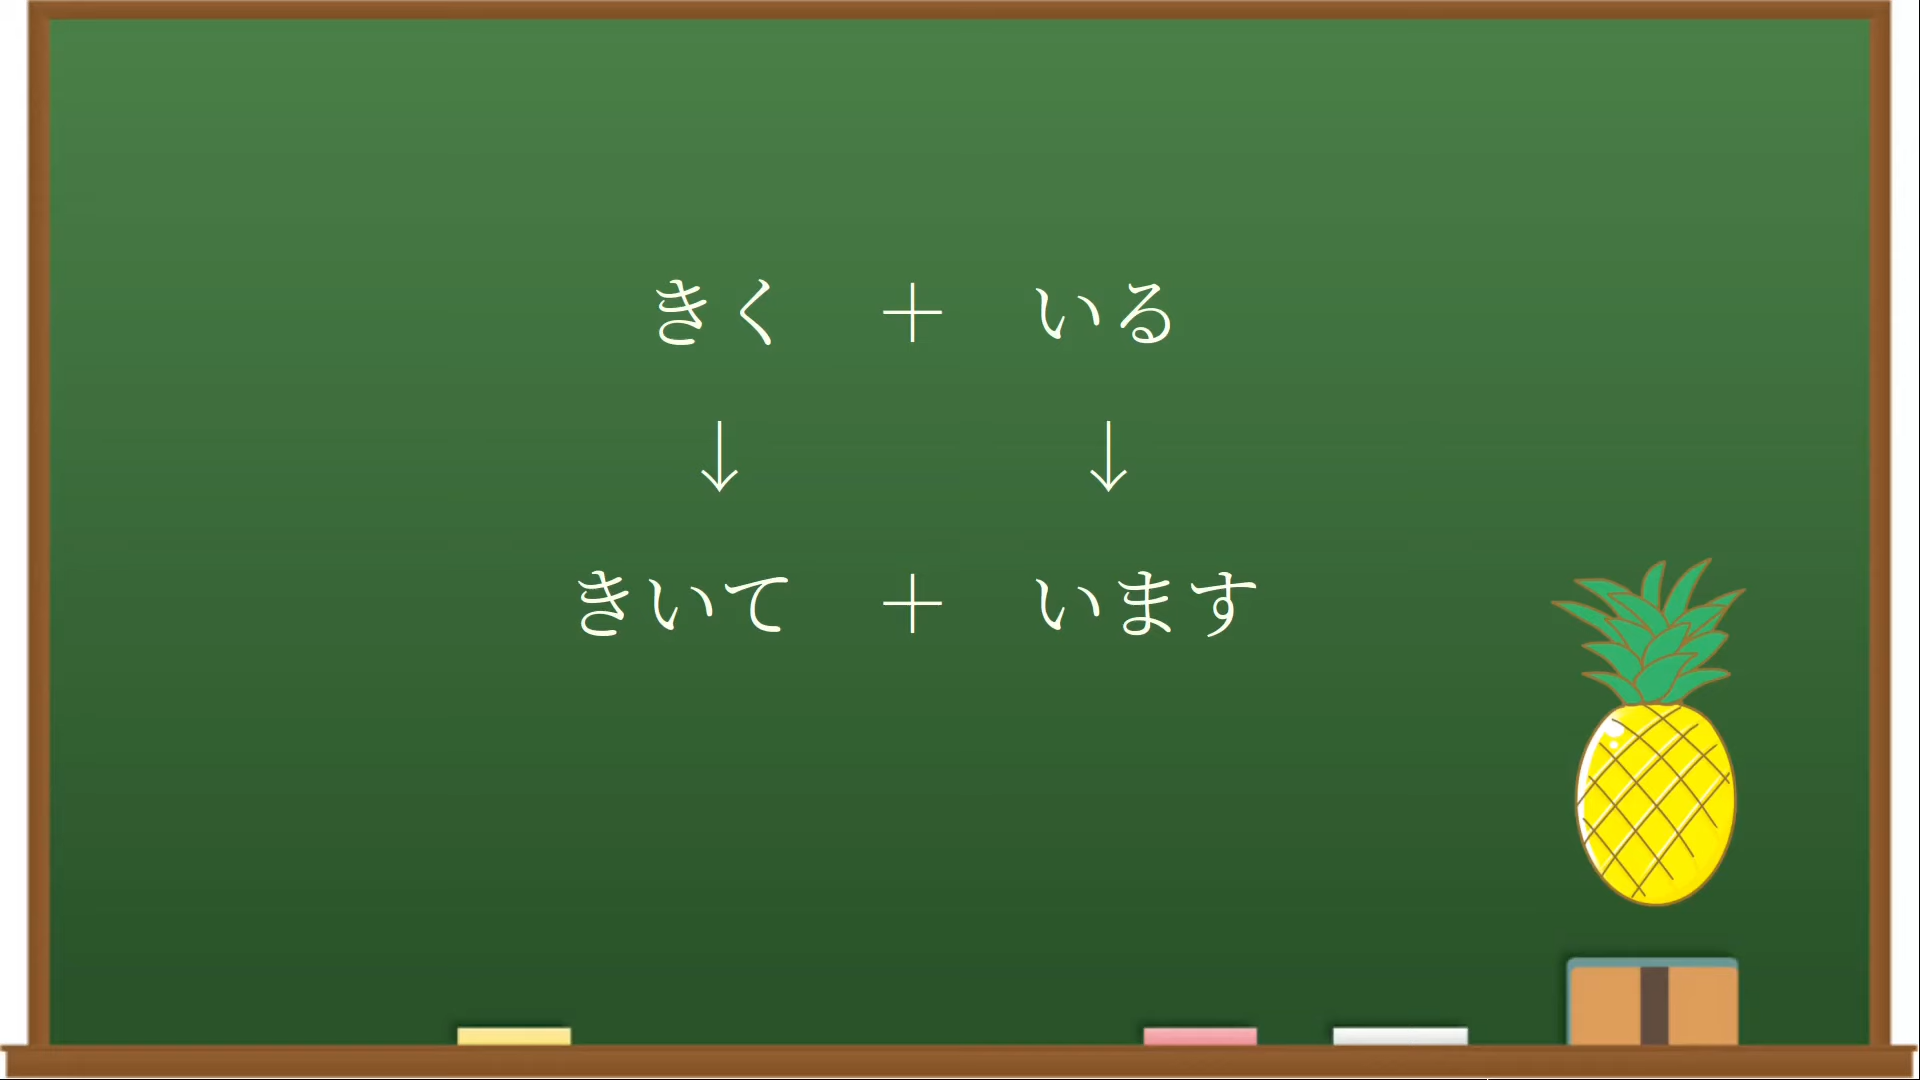 きく　＋　いる
↓　↓
きいて　＋　います